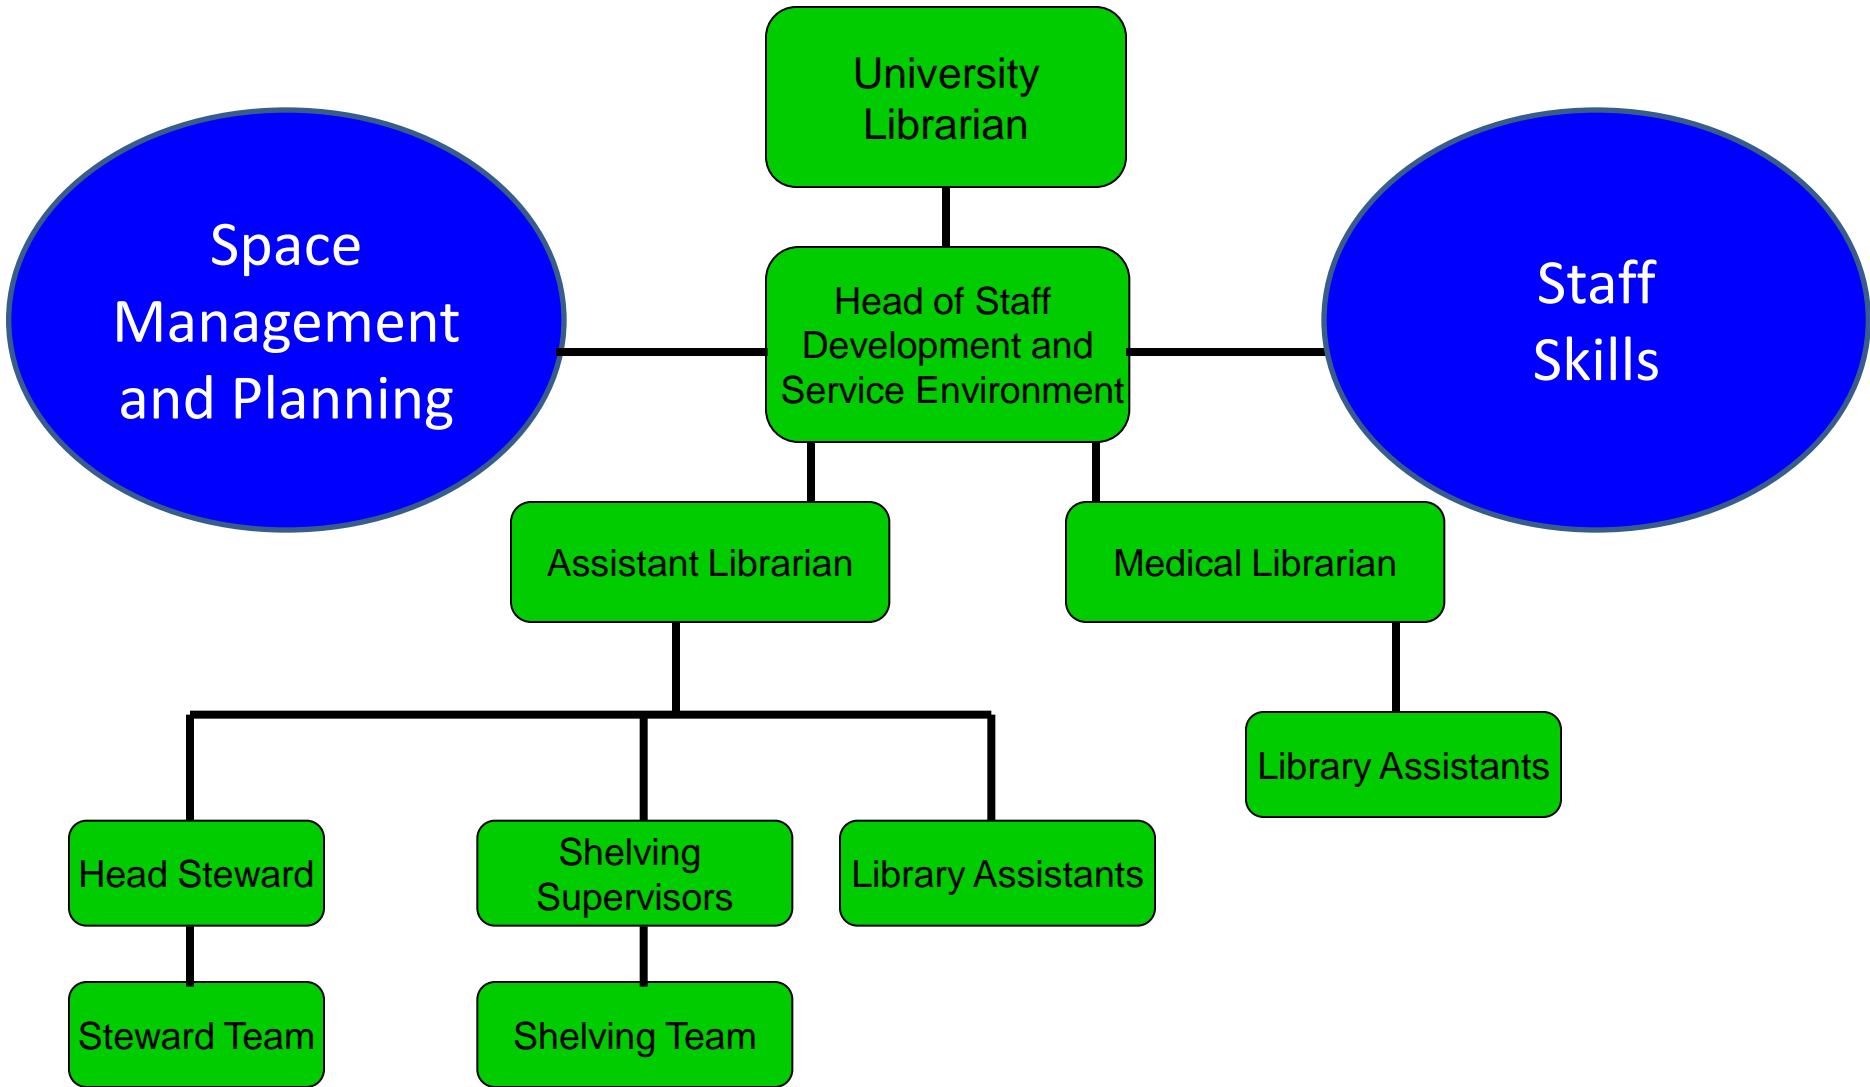 University
Librarian
Space
Management
and Planning
Head of Staff
Development and
Service Environment
Staff
Skills
Assistant Librarian
Medical Librarian
Library Assistants
Head Steward
Shelving
Supervisors
Library Assistants
Steward Team
Shelving Team